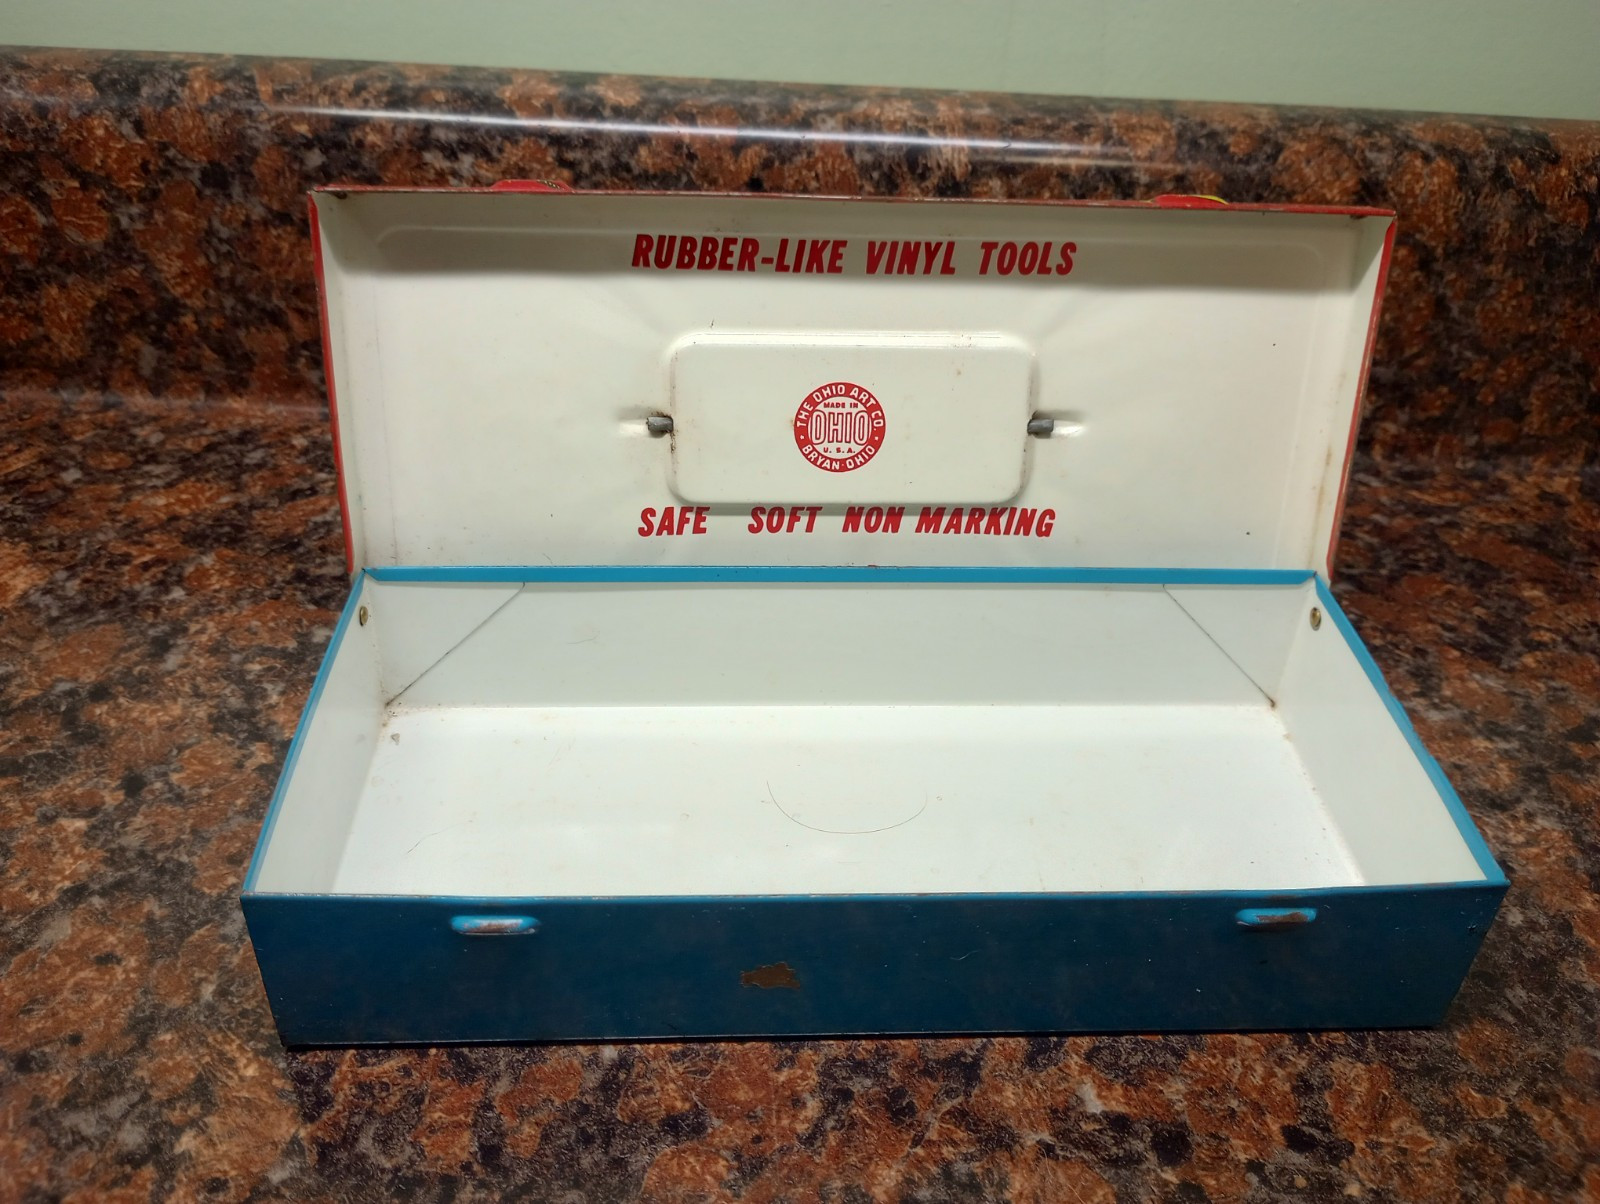 RUBBER-LIKE VINYL TOOLS
THE OHIO ART CO.
MADE IN
OHIO
U. S. A.
BRYAN · OHIO
SAFE SOFT NON MARKING